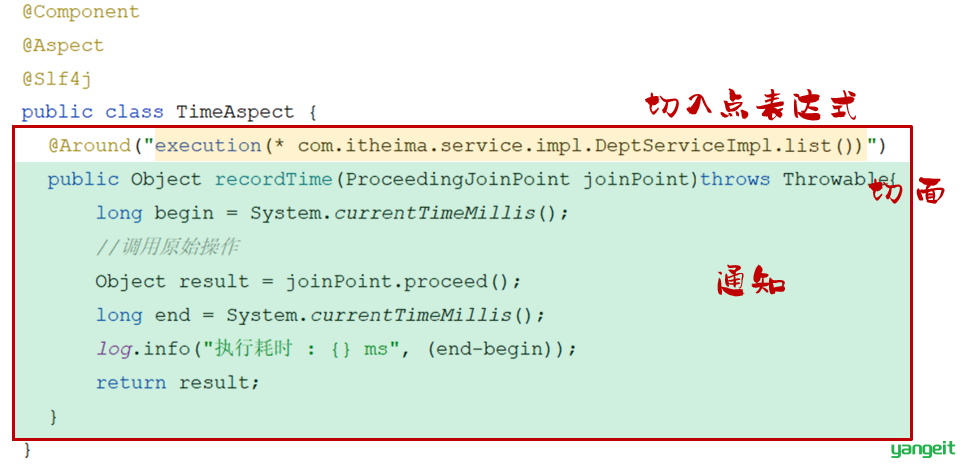 @Component
@Aspect
@Slf4j
public class TimeAspect {
切入点表达式
@Around("execution(* com.itheima.service.impl.DeptServiceImpl.list())")
public Object recordTime(ProceedingJoinPoint joinPoint)throws Throwable{
切面
long begin = System.currentTimeMillis();
//调用原始操作
Object result = joinPoint.proceed();
通知
long end = System.currentTimeMillis();
log.info("执行耗时 : {} ms", (end-begin));
return result;
}
}
yangeit